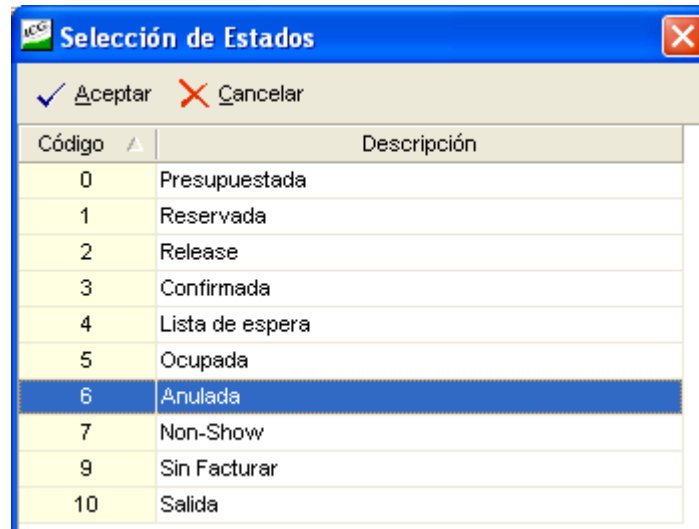 ICG Selección de Estados
Aceptar Cancelar
Código Descripción
0 Presupuestada
1 Reservada
2 Release
3 Confirmada
4 Lista de espera
5 Ocupada
6 Anulada
7 Non-Show
9 Sin Facturar
10 Salida